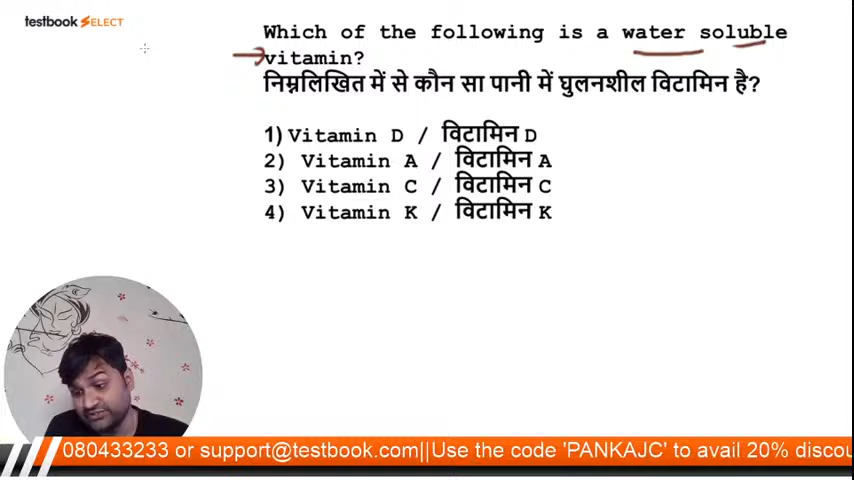 testbook SELECT
Which of the following is a water soluble
vitamin?
निम्नलिखित में से कौन सा पानी में घुलनशील विटामिन है?
1) Vitamin D / विटामिन D
2) Vitamin A / विटामिन A
3) Vitamin C / विटामिन C
4) Vitamin K / विटामिन K
080433233 or support@testbook.com||Use the code 'PANKAJC' to avail 20% discou